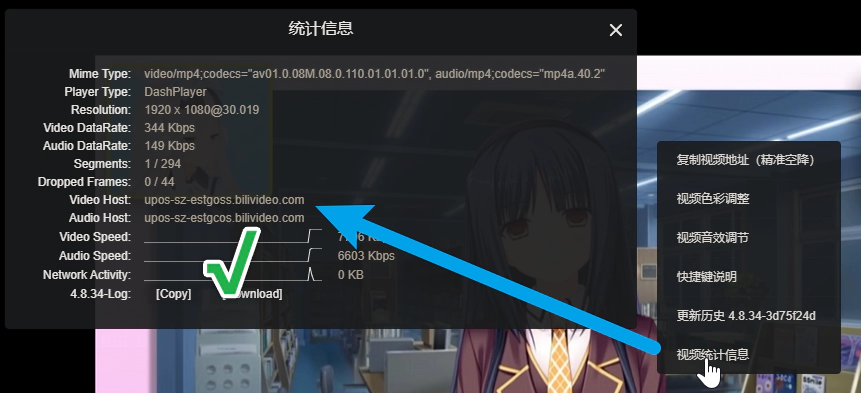 统计信息
Mime Type: video/mp4;codecs="av01.0.08M.08.0.110.01.01.01.0", audio/mp4;codecs="mp4a.40.2"
Player Type: DashPlayer
Resolution: 1920 x 1080@30.019
Video DataRate: 344 Kbps
Audio DataRate: 149 Kbps
Segments: 1 / 294
Dropped Frames: 0 / 44
Video Host: upos-sz-estgoss.bilivideo.com
Audio Host: upos-sz-estgcos.bilivideo.com
Video Speed:
Audio Speed: 6603 Kbps
Network Activity: 0 KB
4.8.34-Log: [Copy]
复制视频地址（精准空降）
视频色彩调整
视频音效调节
快捷键说明
更新历史 4.8.34-3d75f24d
视频统计信息